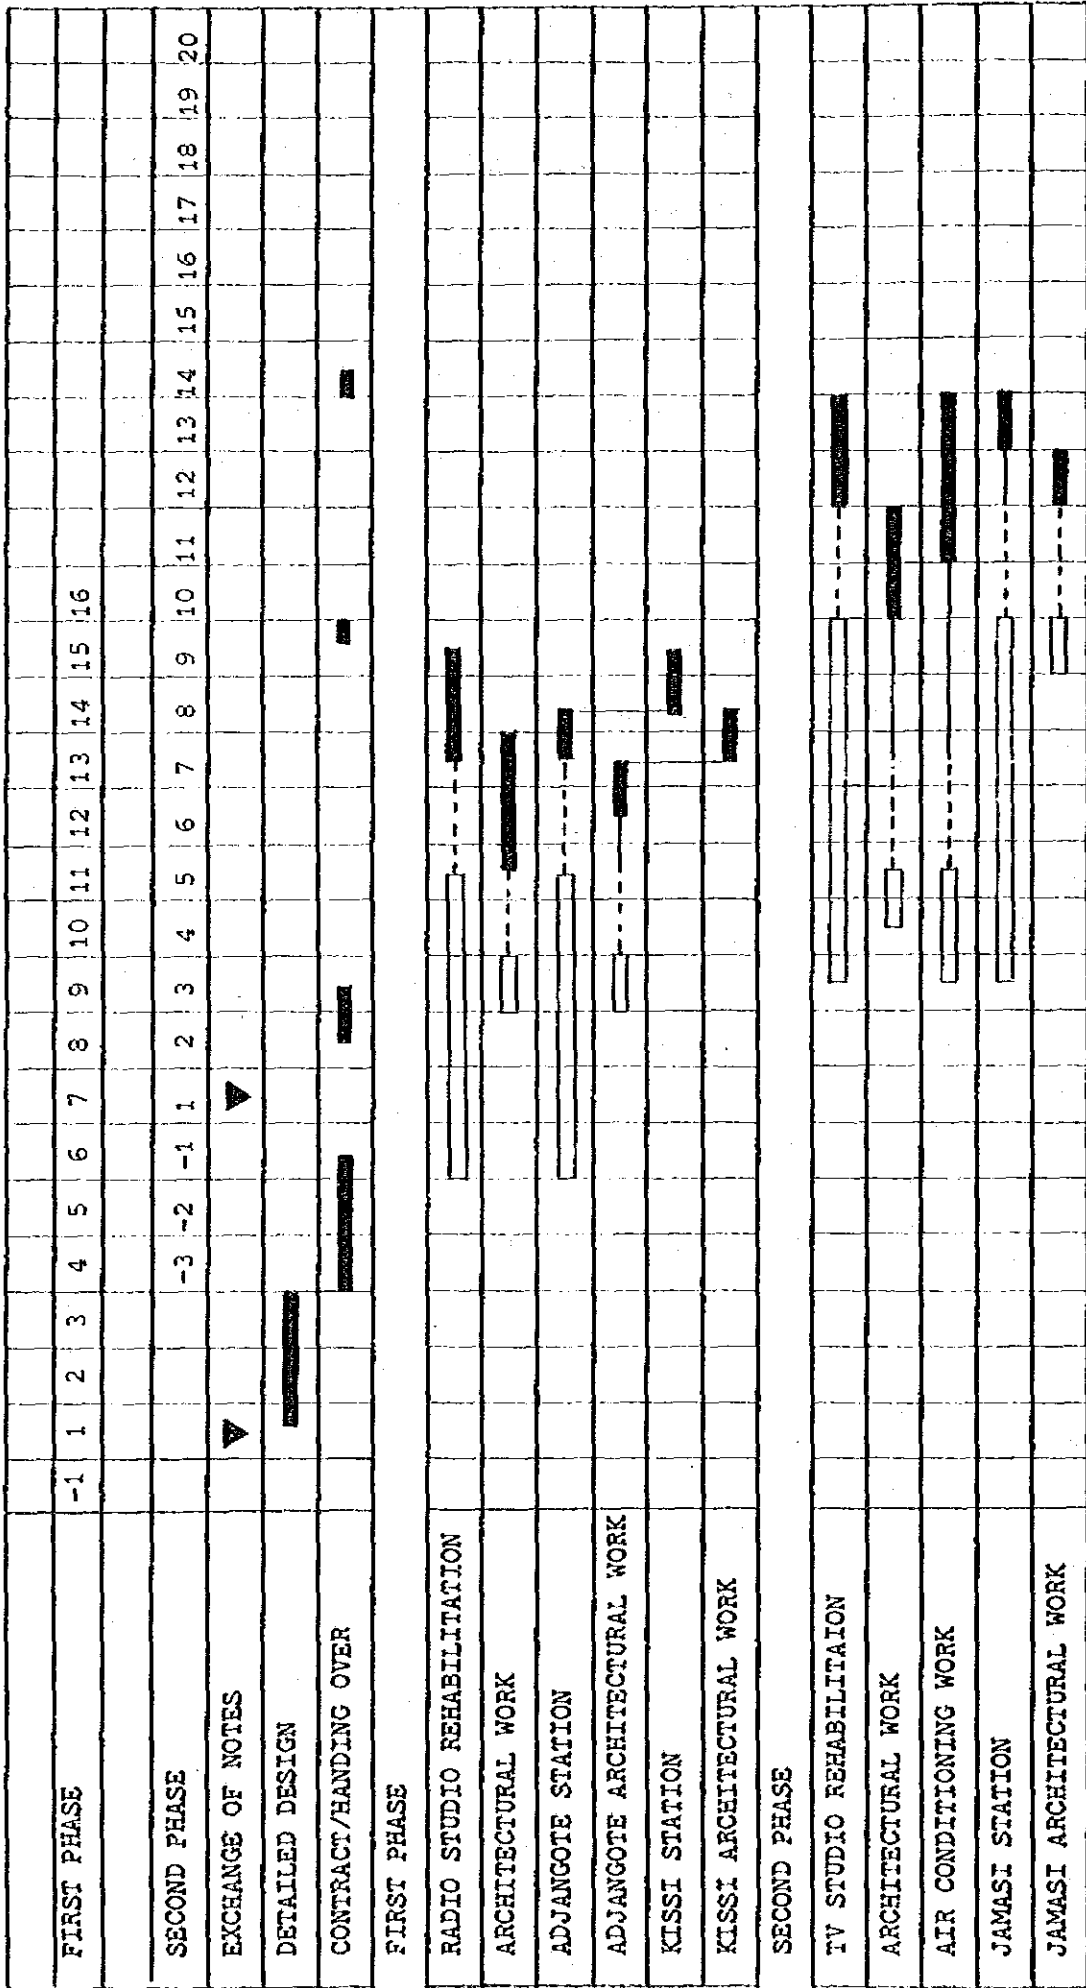 FIRST PHASE -1 1 2 3 4 5 6 7 8 9 10 11 12 13 14 15 16
SECOND PHASE -3 -2 -1 1 2 3 4 5 6 7 8 9 10 11 12 13 14 15 16 17 18 19 20
EXCHANGE OF NOTES
DETAILED DESIGN
CONTRACT/HANDING OVER
FIRST PHASE
RADIO STUDIO REHABILITATION
ARCHITECTURAL WORK
ADJANGOTE STATION
ADJANGOTE ARCHITECTURAL WORK
KISSI STATION
KISSI ARCHITECTURAL WORK
SECOND PHASE
TV STUDIO REHABILITAION
ARCHITECTURAL WORK
AIR CONDITIONING WORK
JAMASI STATION
JAMASI ARCHITECTURAL WORK